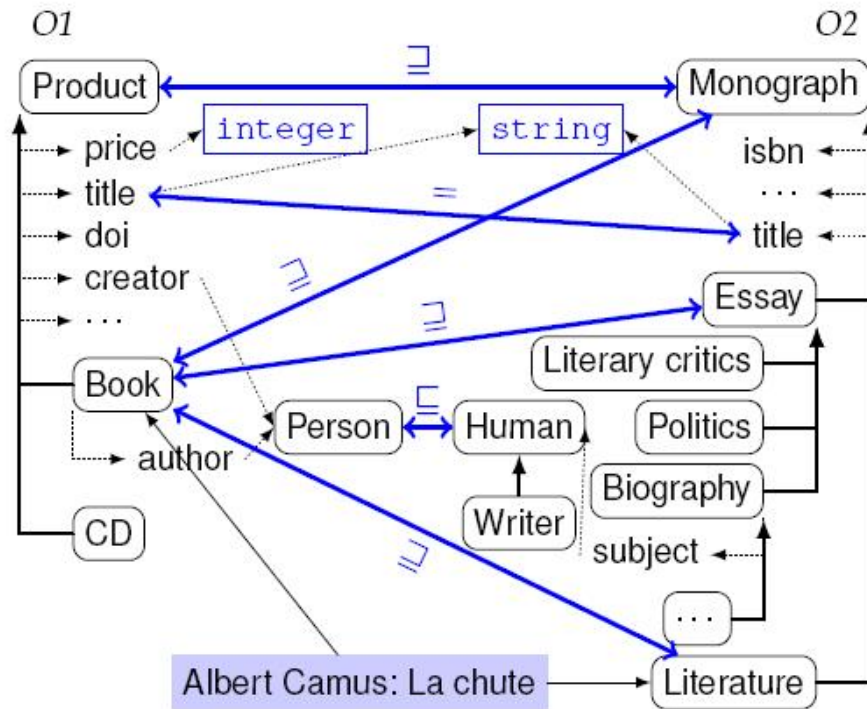 O1 O2
⊒
Product Monograph
price integer string isbn
title = · · ·
doi title
creator ⊒
· · · ⊒ Essay
Book Literary critics
Person ⊑ Human Politics
author
Biography
CD Writer
subject
⊒
· · ·
Albert Camus: La chute Literature